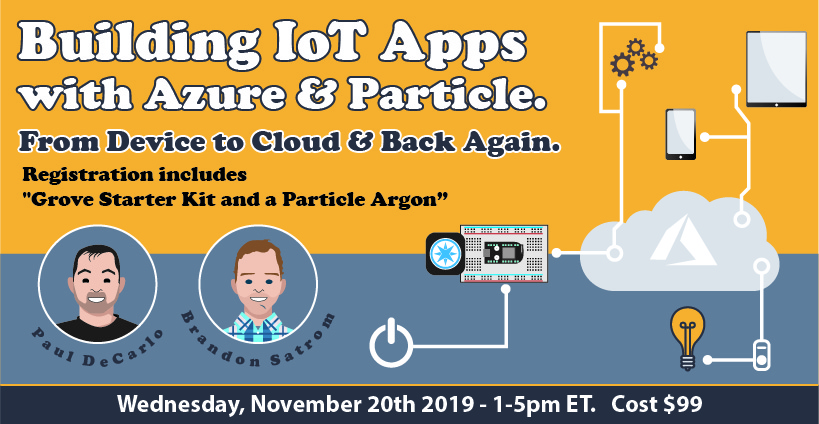 Building IoT Apps
with Azure & Particle.
From Device to Cloud & Back Again.
Registration includes
"Grove Starter Kit and a Particle Argon”
Paul DeCarlo
Brandon Satrom
Wednesday, November 20th 2019 - 1-5pm ET. Cost $99